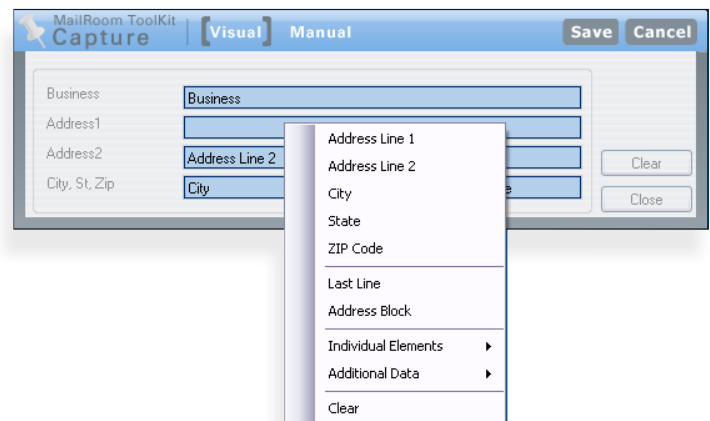 MailRoom ToolKit
Capture
[Visual] Manual
Save Cancel
Business Business
Address1
Address2 Address Line 2
City, St, Zip City e
Clear
Close
Address Line 1
Address Line 2
City
State
ZIP Code
Last Line
Address Block
Individual Elements
Additional Data
Clear